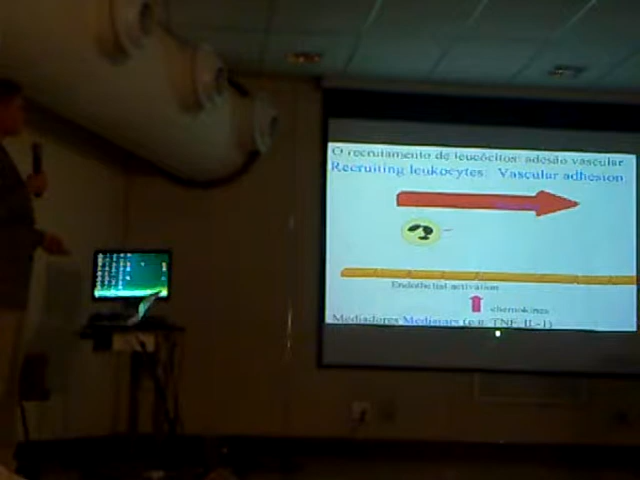 O recrutamento de leucócitos: adesão vascular
Recruiting leukocytes: Vascular adhesion
Endothelial activation
chemokines
Mediadores Mediators (e.g. TNF, IL-1)